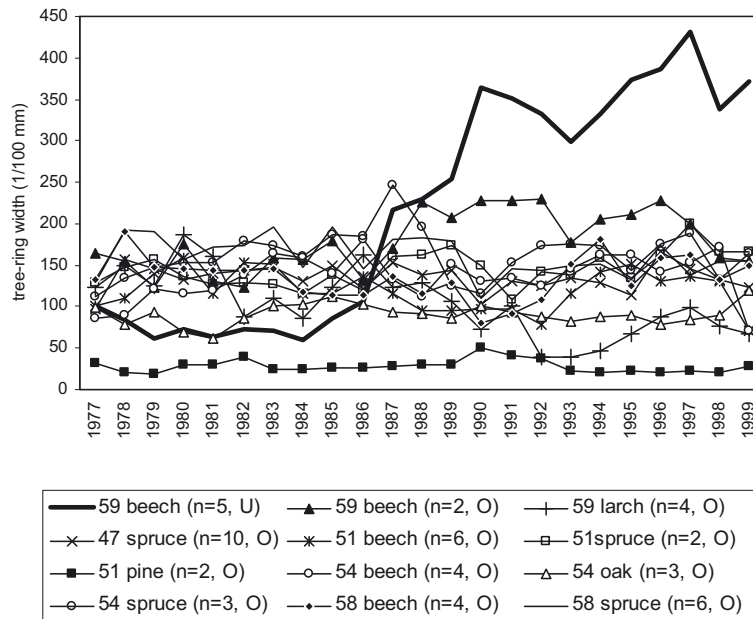 450
400
350
300
250
200
150
100
50
0
tree-ring width (1/100 mm)
1977 1978 1979 1980 1981 1982 1983 1984 1985 1986 1987 1988 1989 1990 1991 1992 1993 1994 1995 1996 1997 1998 1999
59 beech (n=5, U) 59 beech (n=2, O) 59 larch (n=4, O)
47 spruce (n=10, O) 51 beech (n=6, O) 51spruce (n=2, O)
51 pine (n=2, O) 54 beech (n=4, O) 54 oak (n=3, O)
54 spruce (n=3, O) 58 beech (n=4, O) 58 spruce (n=6, O)